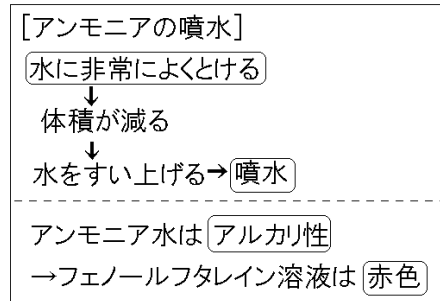 [アンモニアの噴水]
水に非常によくとける
↓
体積が減る
↓
水をすい上げる→噴水
アンモニア水はアルカリ性
→フェノールフタレイン溶液は赤色